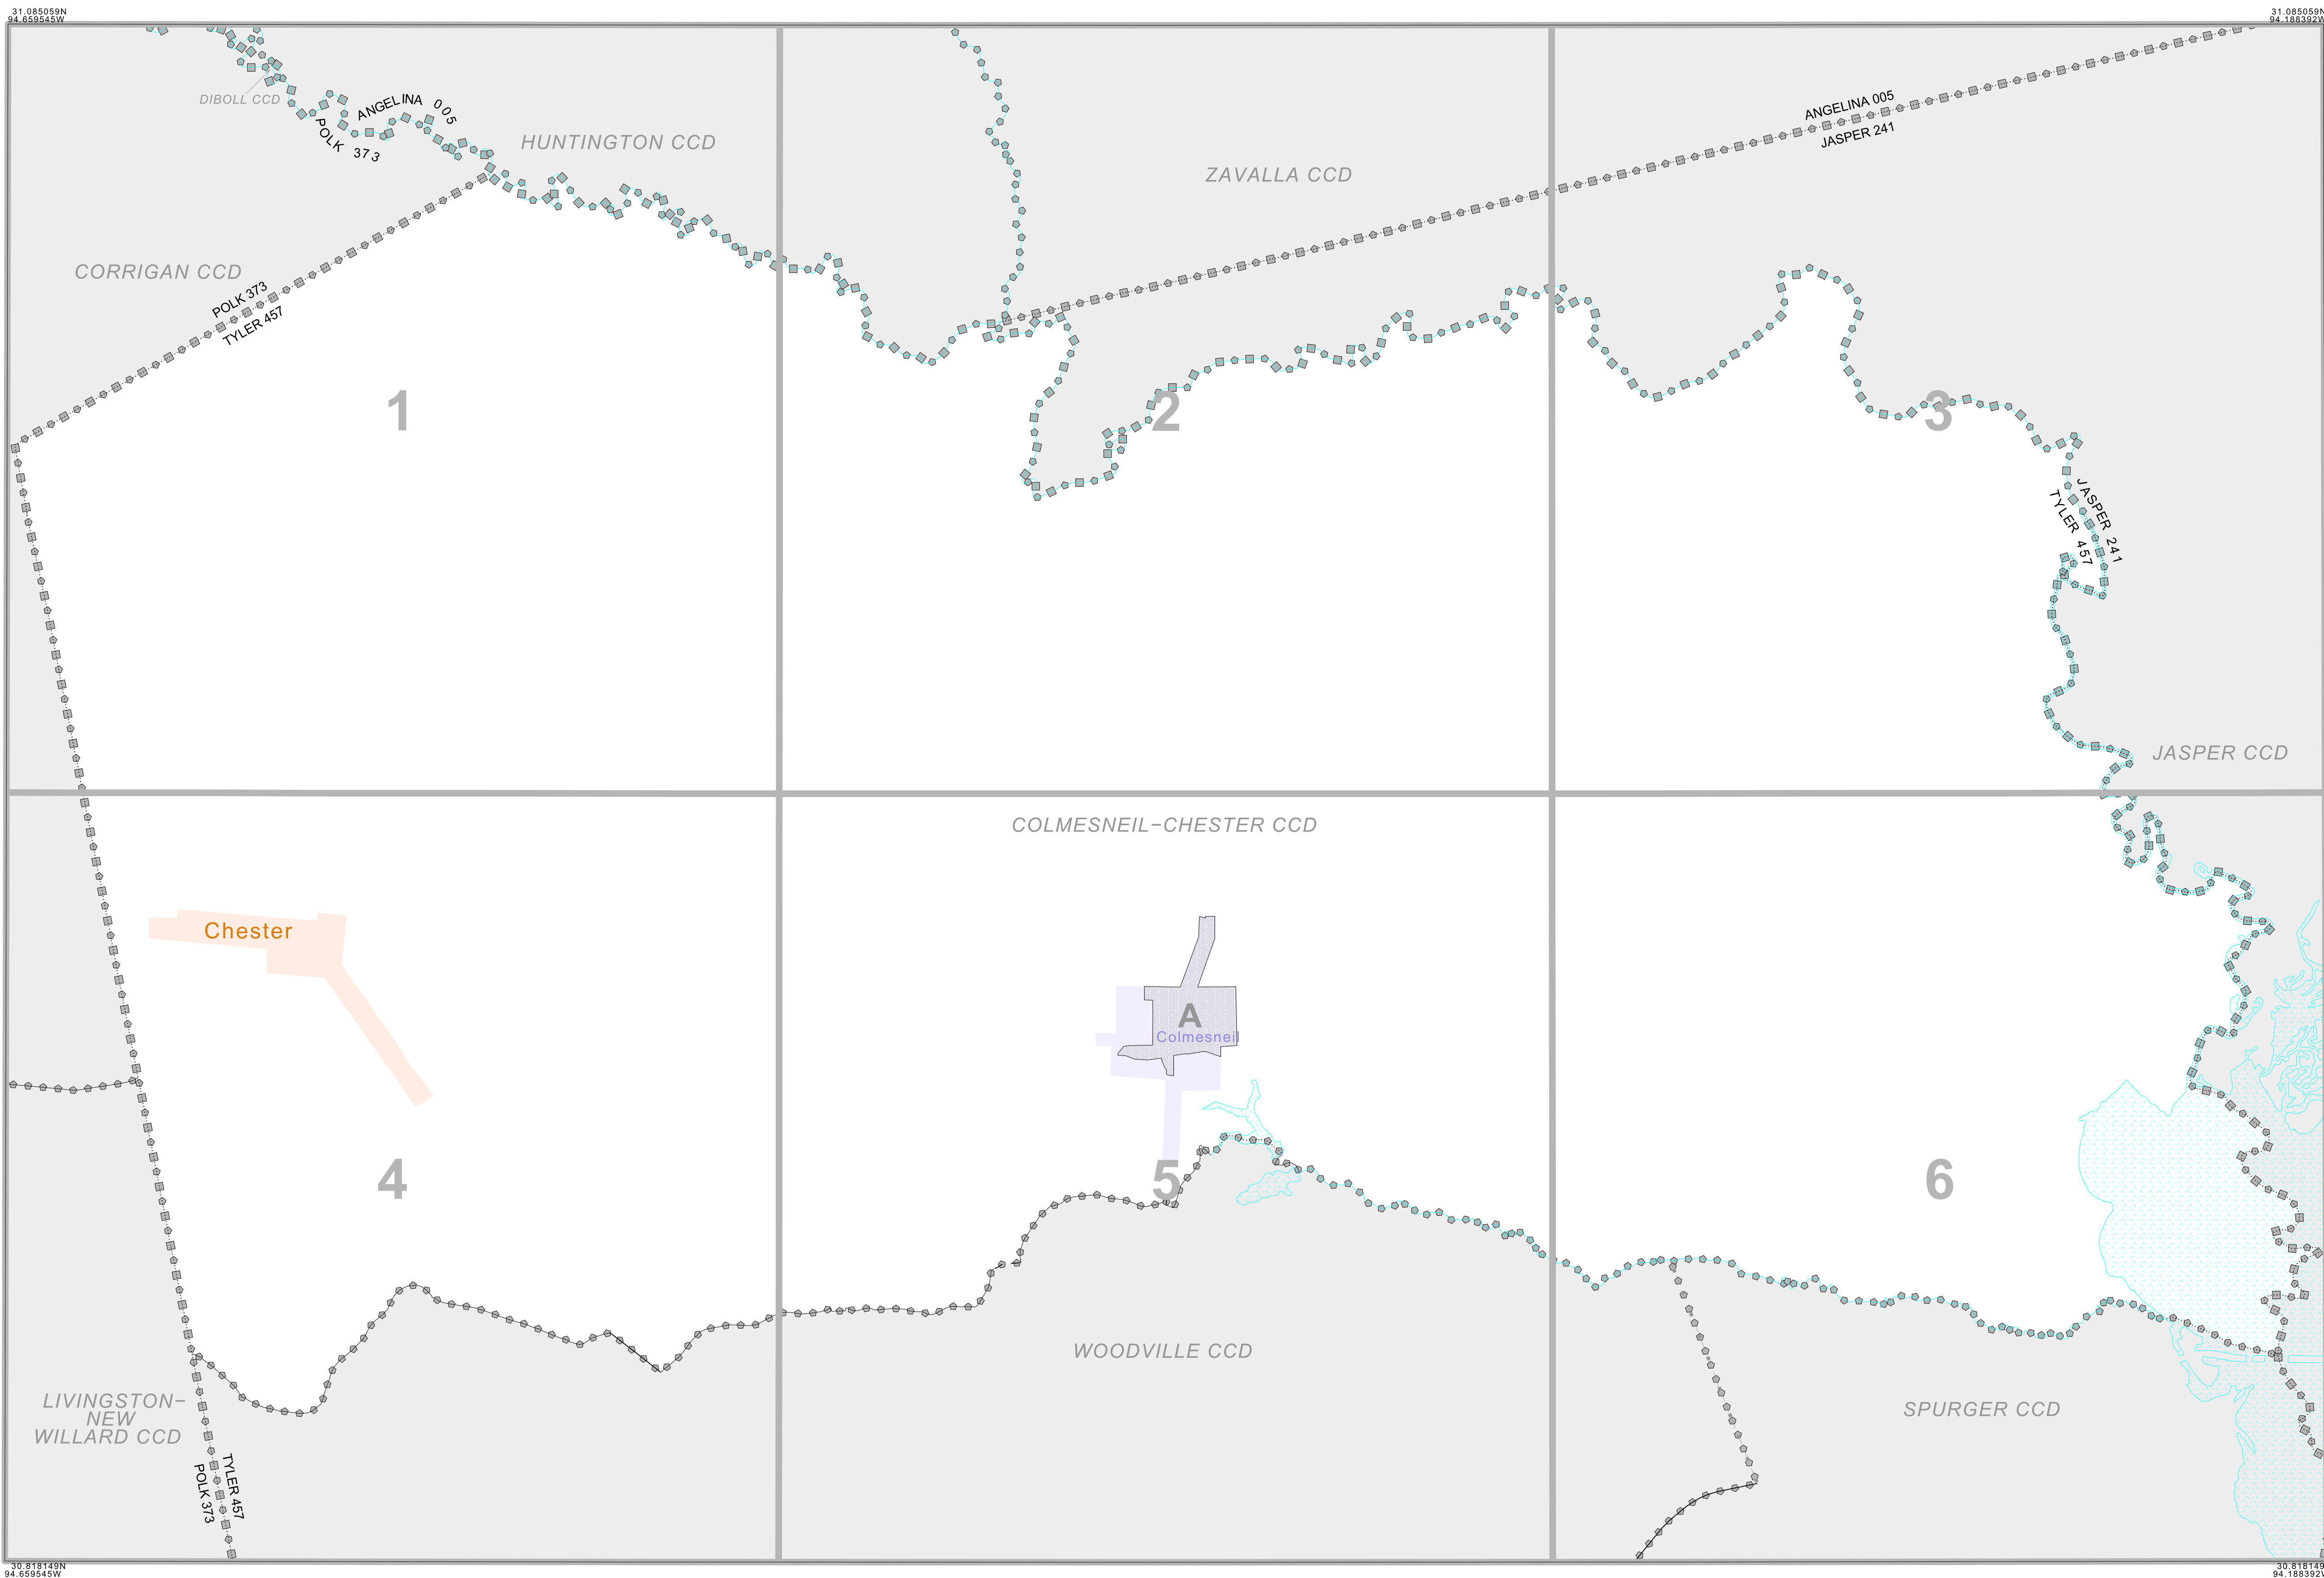 31.085059N
94.659545W
31.085059N
94.188392W
DIBOLL CCD
ANGELINA 005
POLK 373
HUNTINGTON CCD
ZAVALLA CCD
ANGELINA 005
JASPER 241
CORRIGAN CCD
POLK 373
TYLER 457
1
2
3
JASPER 241
TYLER 457
JASPER CCD
COLMESNEIL-CHESTER CCD
Chester
A
Colmesneil
4
5
6
WOODVILLE CCD
LIVINGSTON-
NEW
WILLARD CCD
SPURGER CCD
TYLER 457
POLK 373
30.818149N
94.659545W
30.818149N
94.188392W